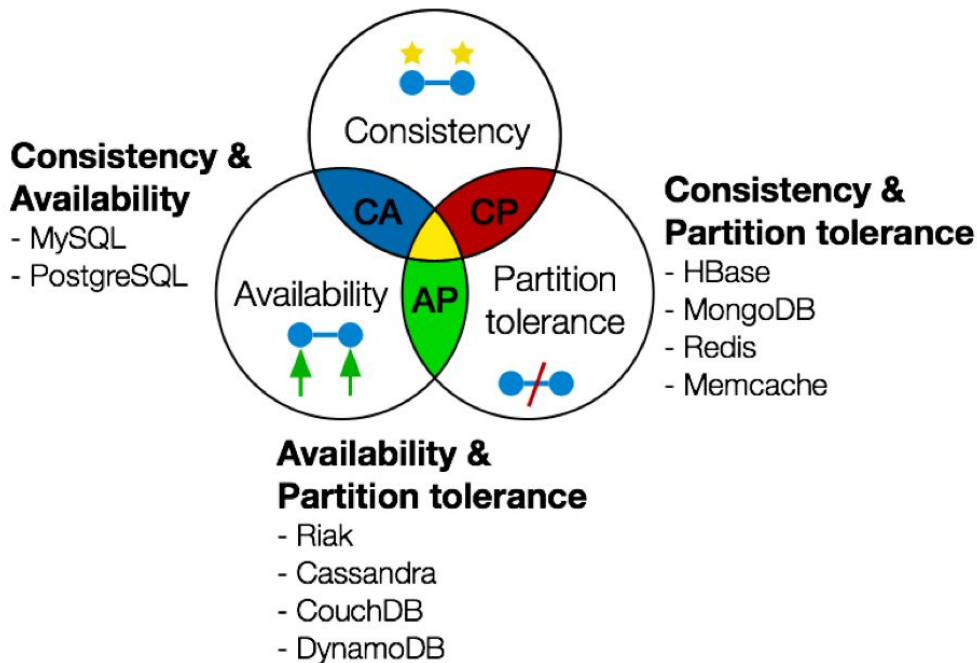 Consistency
Consistency &
Availability
- MySQL
- PostgreSQL
CA
CP
AP
Availability
Partition
tolerance
Consistency &
Partition tolerance
- HBase
- MongoDB
- Redis
- Memcache
Availability &
Partition tolerance
- Riak
- Cassandra
- CouchDB
- DynamoDB